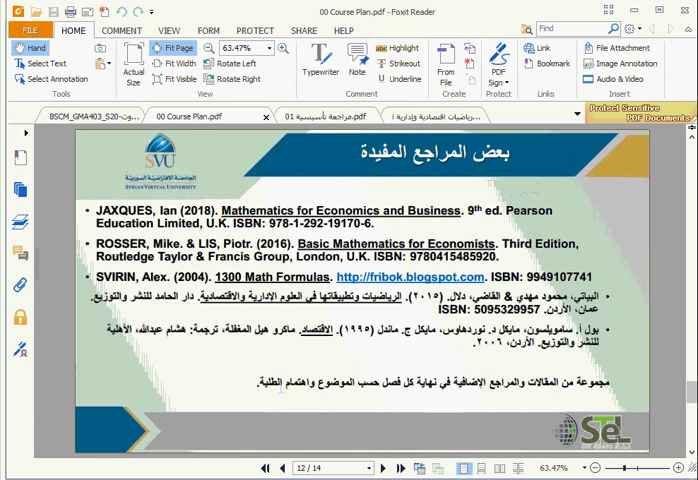 00 Course Plan.pdf - Foxit Reader
FILE HOME COMMENT VIEW FORM PROTECT SHARE HELP Find
Hand
Select Text
Select Annotation
Actual Size
Fit Page
Fit Width
Fit Visible
63.47%
Rotate Left
Rotate Right
Typewriter
Note
Highlight
Strikeout
Underline
From File
PDF Sign
Link
Bookmark
File Attachment
Image Annotation
Audio & Video
Tools View Comment Create Protect Links Insert
BSCM_GMA403_S20-... 00 Course Plan.pdf مراجعة تأسيسية 01.pdf
Protect Sensitive
PDF Documents
SVU
الجامعة الافتراضية السورية
SYRIAN VIRTUAL UNIVERSITY
بعض المراجع المفيدة
• JAXQUES, Ian (2018). Mathematics for Economics and Business. 9th ed. Pearson
Education Limited, U.K. ISBN: 978-1-292-19170-6.
• ROSSER, Mike. & LIS, Piotr. (2016). Basic Mathematics for Economists. Third Edition,
Routledge Taylor & Francis Group, London, U.K. ISBN: 9780415485920.
• SVIRIN, Alex. (2004). 1300 Math Formulas. http://fribok.blogspot.com. ISBN: 9949107741
• البياتي، محمود مهدي & القاضي، دلال. (٢٠١٥). الرياضيات وتطبيقاتها في العلوم الإدارية والاقتصادية. دار الحامد للنشر والتوزيع.
عمان، الأردن. ISBN: 5095329957
• بول أ. سامويلسون، مايكل د. نوردهاوس، مايكل ج. ماندل (١٩٩٥). الاقتصاد. ماكرو هيل المغفلة، ترجمة: هشام عبدالله، الأهلية
للنشر والتوزيع. الأردن، ٢٠٠٦.
مجموعة من المقالات والمراجع الإضافية في نهاية كل فصل حسب الموضوع واهتمام الطلبة.
SteL
12 / 14
63.47%